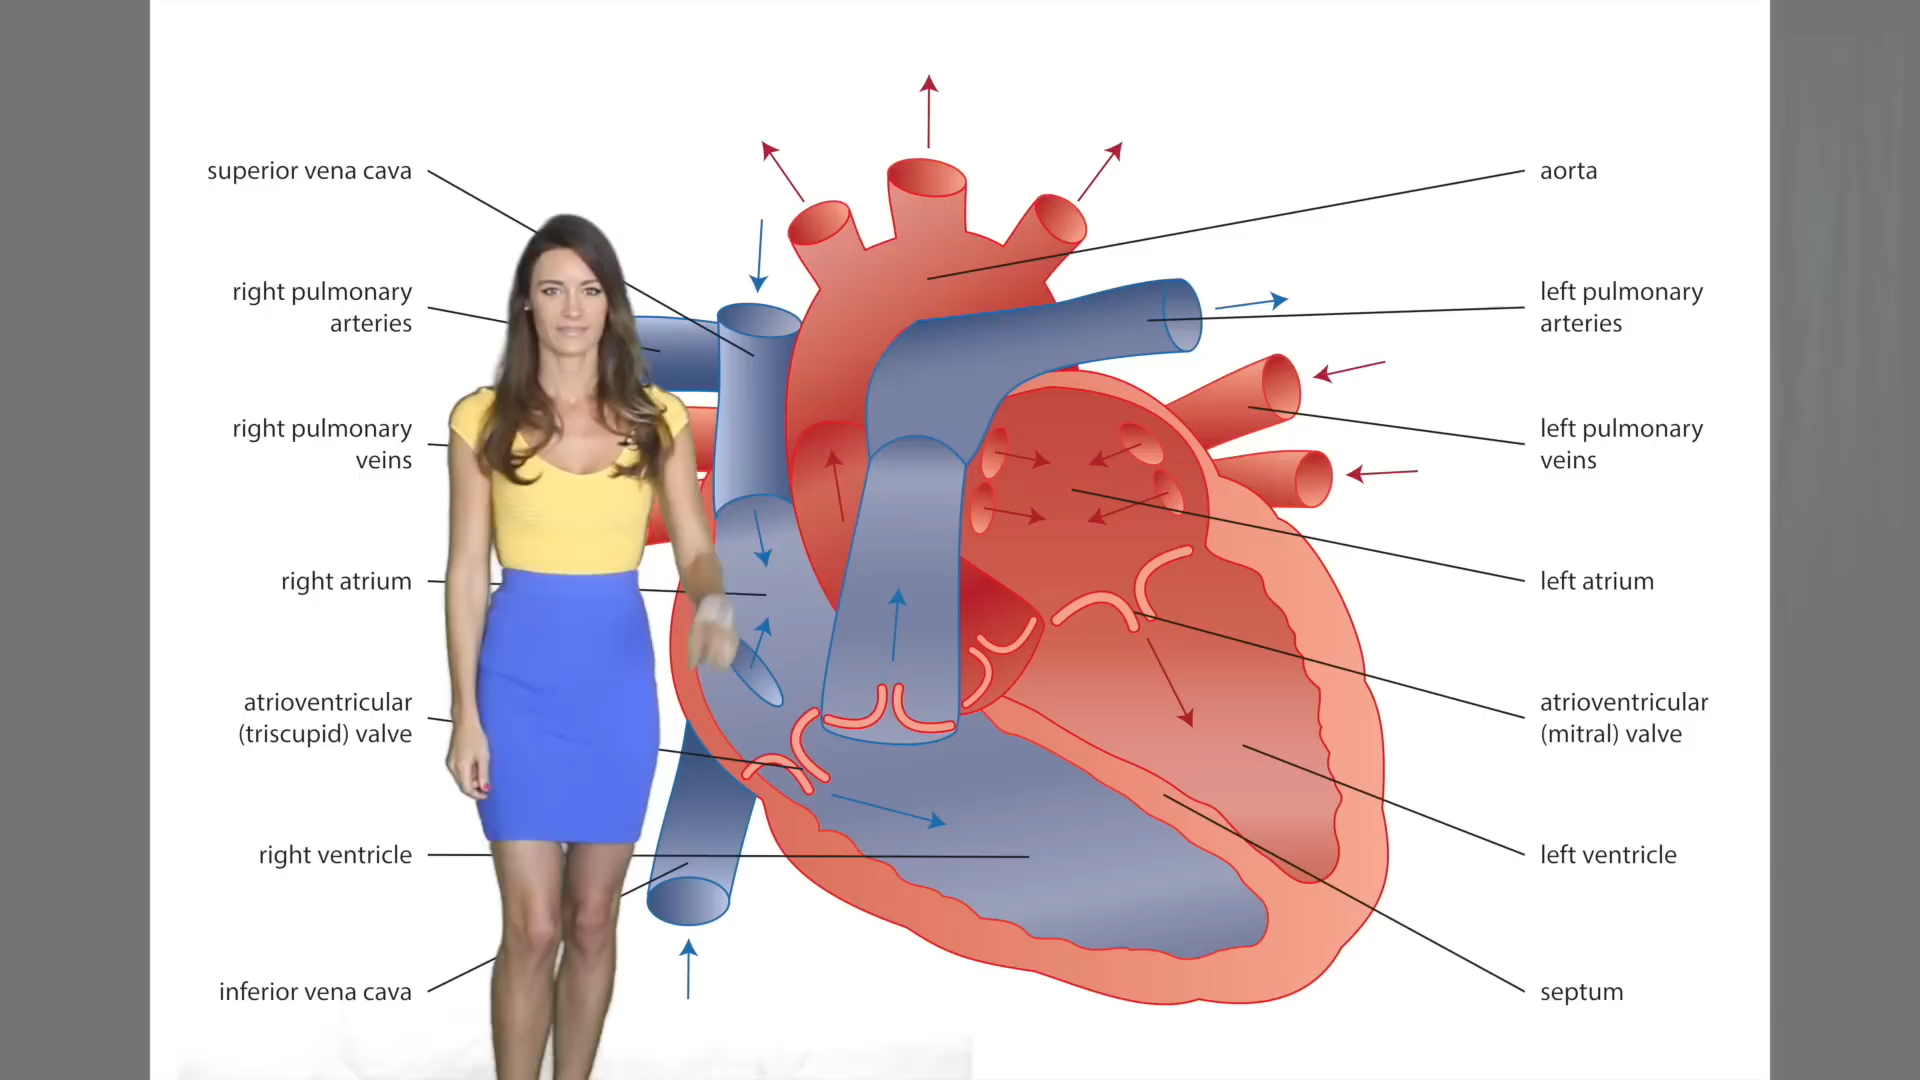 superior vena cava
right pulmonary
arteries
right pulmonary
veins
right atrium
atrioventricular
(triscupid) valve
right ventricle
inferior vena cava
aorta
left pulmonary
arteries
left pulmonary
veins
left atrium
atrioventricular
(mitral) valve
left ventricle
septum